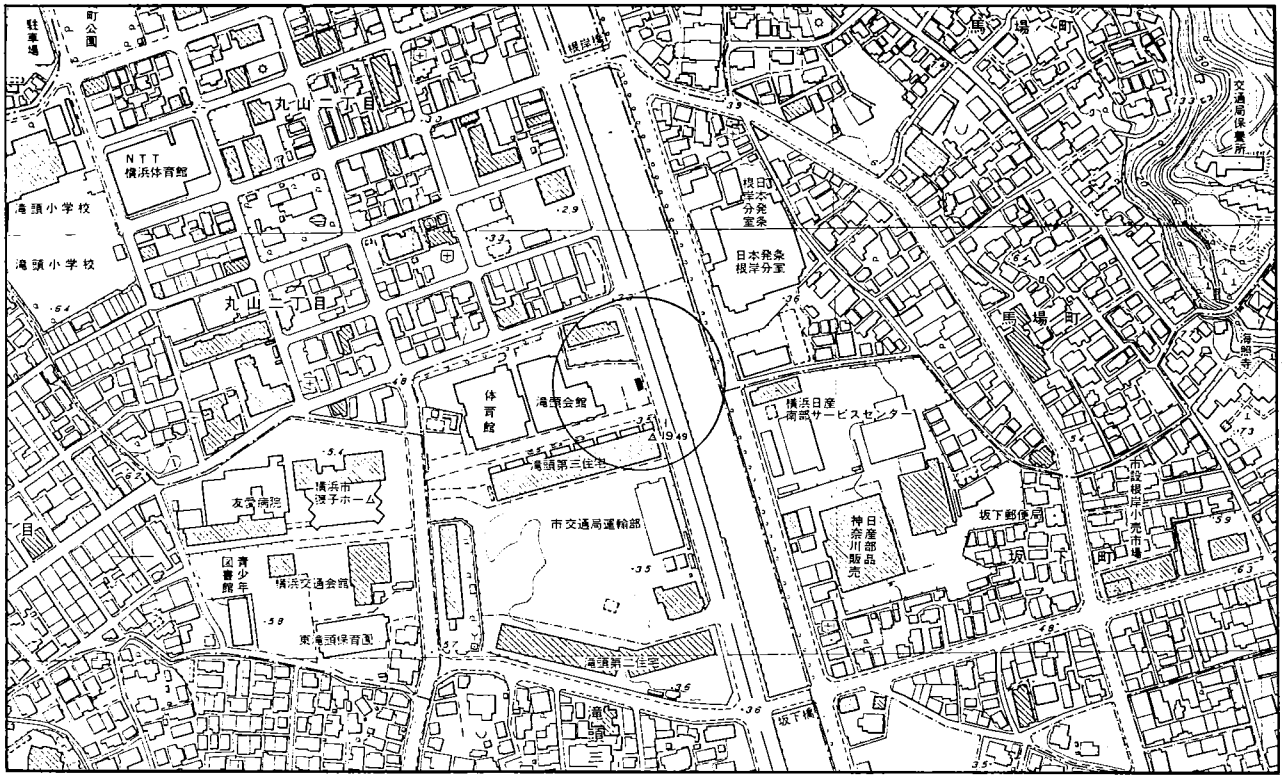 駐車場
町公園
根岸橋
馬場町
交通局保養所
丸山二丁目
NTT
横浜体育館
滝頭小学校
滝頭小学校
日本発条
根岸分室
日本発条
根岸分室
丸山二丁目
馬場町
海照寺
体育館
滝頭会館
横浜日産
南部サービスセンター
滝頭第三住宅
友愛病院
横浜市
浮子ホーム
市交通局運輸部
日産部品
神奈川販売
坂下郵便局
市設根岸小売市場
坂下町
目
青少年
図書館
横浜交通会館
東滝頭保育園
滝頭第二住宅
坂下橋
滝頭三